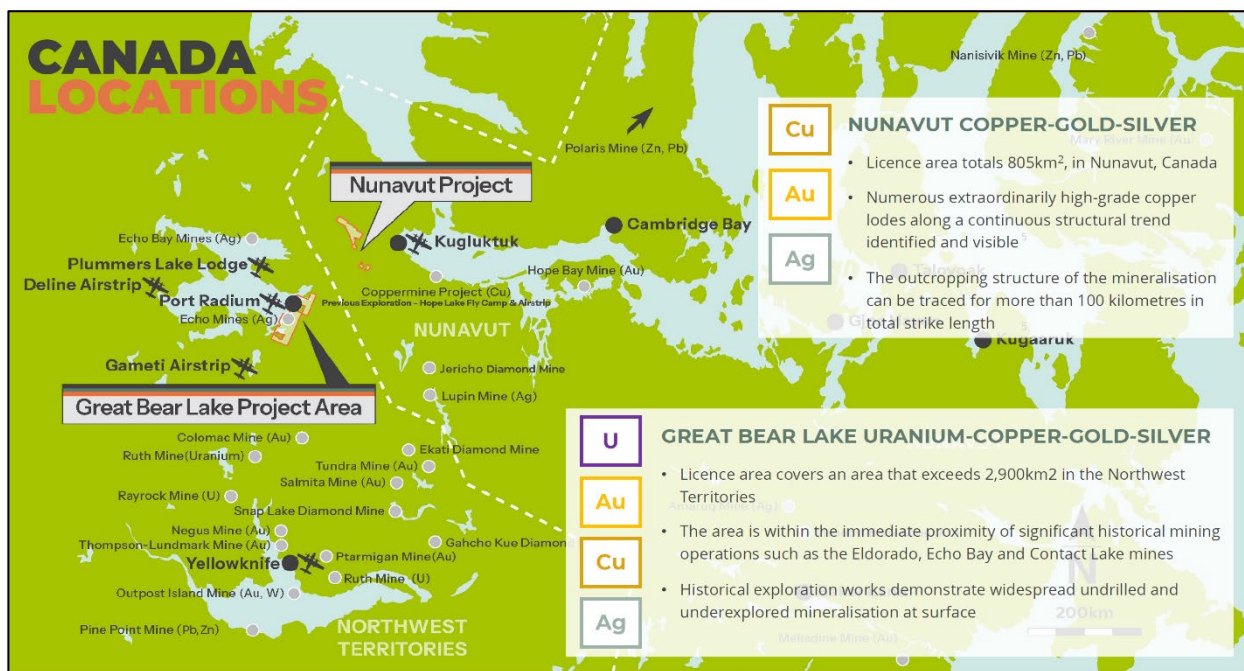 CANADA
LOCATIONS
Nanisivik Mine (Zn, Pb)
Polaris Mine (Zn, Pb)
Nunavut Project
Echo Bay Mines (Ag)
Kugluktuk
Cambridge Bay
Plummers Lake Lodge
Deline Airstrip
Hope Bay Mine (Au)
Coppermine Project (Cu)
Previous Exploration - Hope Lake Fly Camp & Airstrip
Port Radium
Echo Mines (Ag)
NUNAVUT
Gameti Airstrip
Jericho Diamond Mine
Lupin Mine (Ag)
Great Bear Lake Project Area
Colomac Mine (Au)
Ruth Mine(Uranium)
Ekati Diamond Mine
Tundra Mine (Au)
Salmita Mine (Au)
Rayrock Mine (U)
Snap Lake Diamond Mine
Negus Mine (Au)
Thompson-Lundmark Mine (Au)
Gahcho Kue Diamond
Yellowknife
Ptarmigan Mine(Au)
Ruth Mine (U)
Outpost Island Mine (Au, W)
Pine Point Mine (Pb,Zn)
NORTHWEST
TERRITORIES
Cu
Au
Ag
NUNAVUT COPPER-GOLD-SILVER
Mary River Mine (Au)
• Licence area totals 805km², in Nunavut, Canada
• Numerous extraordinarily high-grade copper
lodes along a continuous structural trend
identified and visible⁵
• The outcropping structure of the mineralisation
can be traced for more than 100 kilometres in
total strike length
Kugaaruk
U
Au
Cu
Ag
GREAT BEAR LAKE URANIUM-COPPER-GOLD-SILVER
• Licence area covers an area that exceeds 2,900km2 in the Northwest
Territories
• The area is within the immediate proximity of significant historical mining
operations such as the Eldorado, Echo Bay and Contact Lake mines
• Historical exploration works demonstrate widespread undrilled and
underexplored mineralisation at surface
N
200km
Meliadine Mine (Au)